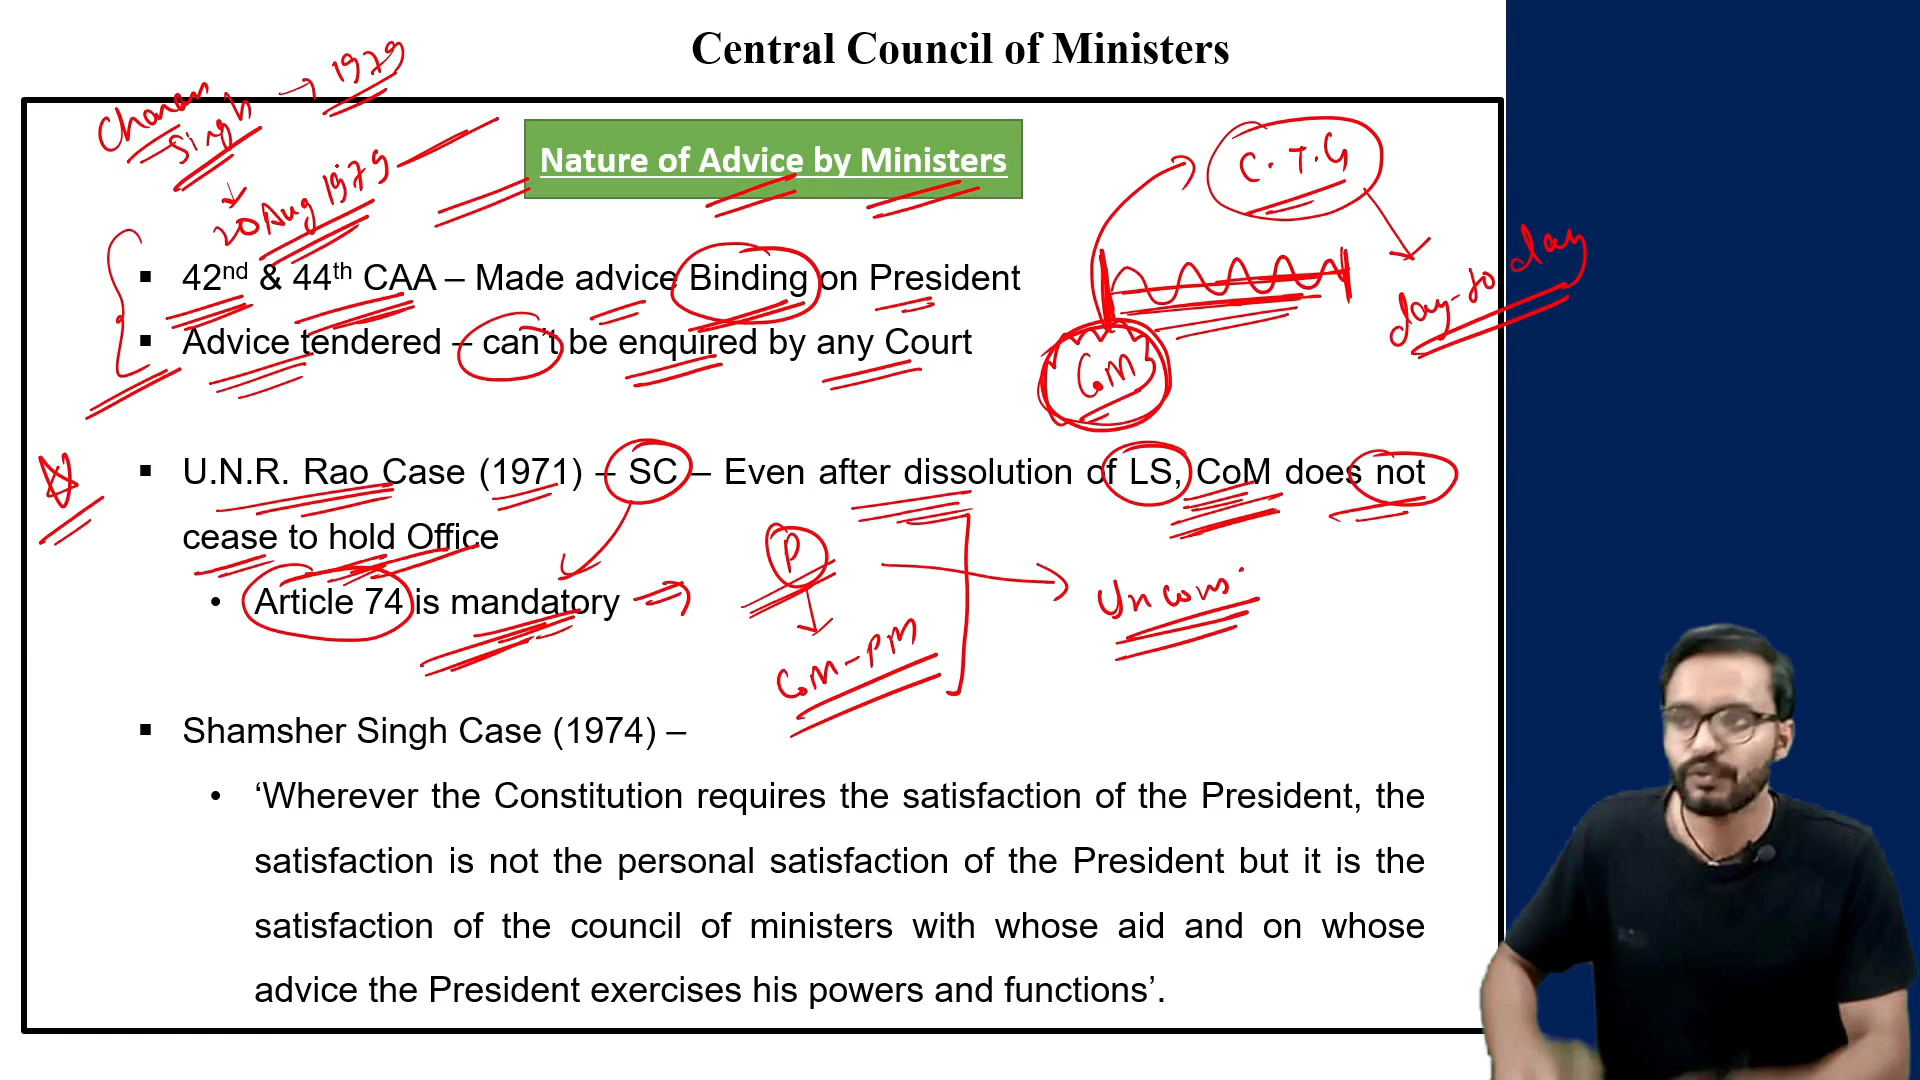 Central Council of Ministers
Charan Singh → 1979
20 Aug 1979
Nature of Advice by Ministers
C.T.G
day-to day
▪ 42nd & 44th CAA – Made advice Binding on President
▪ Advice tendered – can't be enquired by any Court
CoM
▪ U.N.R. Rao Case (1971) – SC – Even after dissolution of LS, CoM does not
cease to hold Office
• Article 74 is mandatory
P
CoM-PM
Uncons.
▪ Shamsher Singh Case (1974) –
• ‘Wherever the Constitution requires the satisfaction of the President, the
satisfaction is not the personal satisfaction of the President but it is the
satisfaction of the council of ministers with whose aid and on whose
advice the President exercises his powers and functions’.